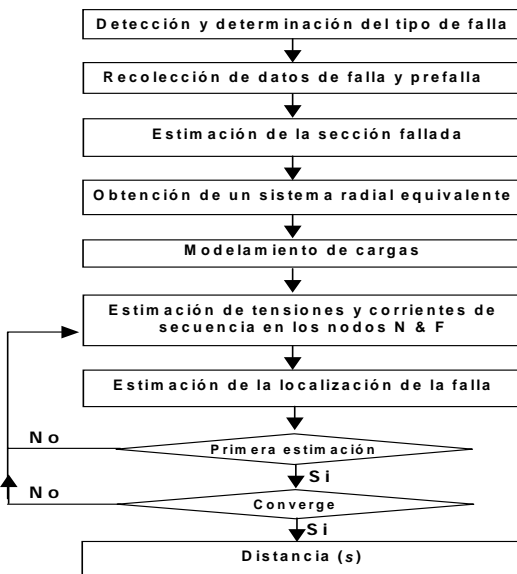 Detección y determinación del tipo de falla
Recolección de datos de falla y prefalla
Estimación de la sección fallada
Obtención de un sistema radial equivalente
Modelamiento de cargas
Estimación de tensiones y corrientes de
secuencia en los nodos N & F
Estimación de la localización de la falla
No
Primera estimación
Si
No
Converge
Si
Distancia (s)